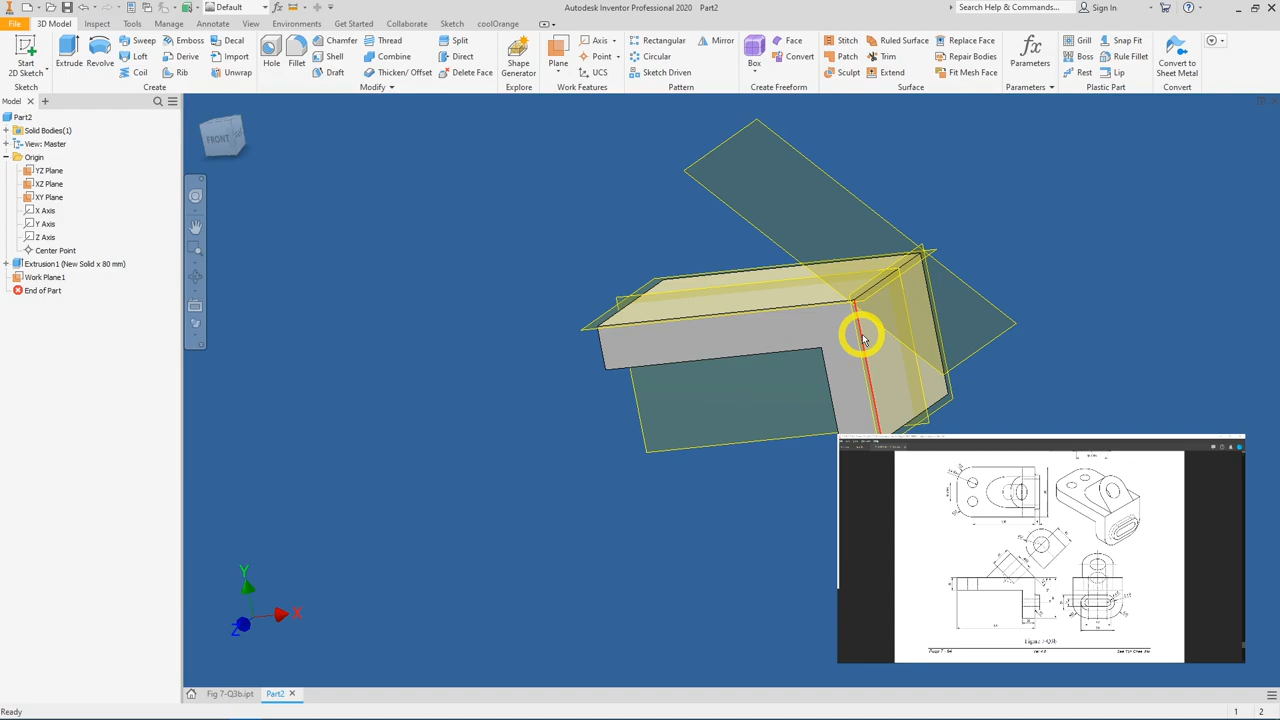 Default
Autodesk Inventor Professional 2020 Part2
Search Help & Commands...
Sign In
File
3D Model
Sketch
Inspect
Tools
Manage
Annotate
View
Environments
Get Started
Collaborate
Sketch
coolOrange
Start
2D Sketch
Sketch
Extrude
Revolve
Sweep
Loft
Coil
Emboss
Derive
Rib
Decal
Import
Unwrap
Create
Hole
Fillet
Chamfer
Shell
Draft
Thread
Combine
Thicken/ Offset
Split
Direct
Delete Face
Modify
Shape
Generator
Explore
Plane
Axis
Point
UCS
Work Features
Rectangular
Circular
Sketch Driven
Mirror
Pattern
Box
Face
Convert
Create Freeform
Stitch
Patch
Sculpt
Ruled Surface
Trim
Extend
Replace Face
Repair Bodies
Fit Mesh Face
Surface
Parameters
Parameters
Grill
Boss
Rest
Snap Fit
Rule Fillet
Lip
Plastic Part
Convert to
Sheet Metal
Convert
Model
Part2
Solid Bodies(1)
View: Master
Origin
YZ Plane
XZ Plane
XY Plane
X Axis
Y Axis
Z Axis
Center Point
Extrusion1 (New Solid x 80 mm)
Work Plane1
End of Part
FRONT
Y
X
Z
Fig 7-Q3b.ipt
Part2
Ready
1
2